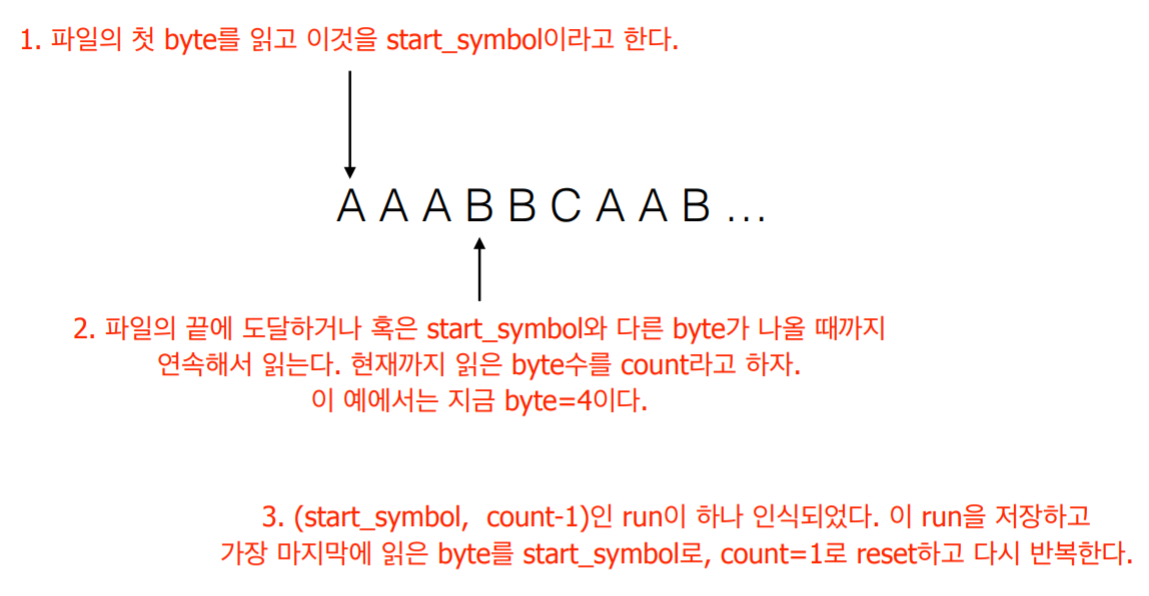 1. 파일의 첫 byte를 읽고 이것을 start_symbol이라고 한다.
A A A B B C A A B ...
2. 파일의 끝에 도달하거나 혹은 start_symbol와 다른 byte가 나올 때까지
연속해서 읽는다. 현재까지 읽은 byte수를 count라고 하자.
이 예에서는 지금 byte=4이다.
3. (start_symbol, count-1)인 run이 하나 인식되었다. 이 run을 저장하고
가장 마지막에 읽은 byte를 start_symbol로, count=1로 reset하고 다시 반복한다.